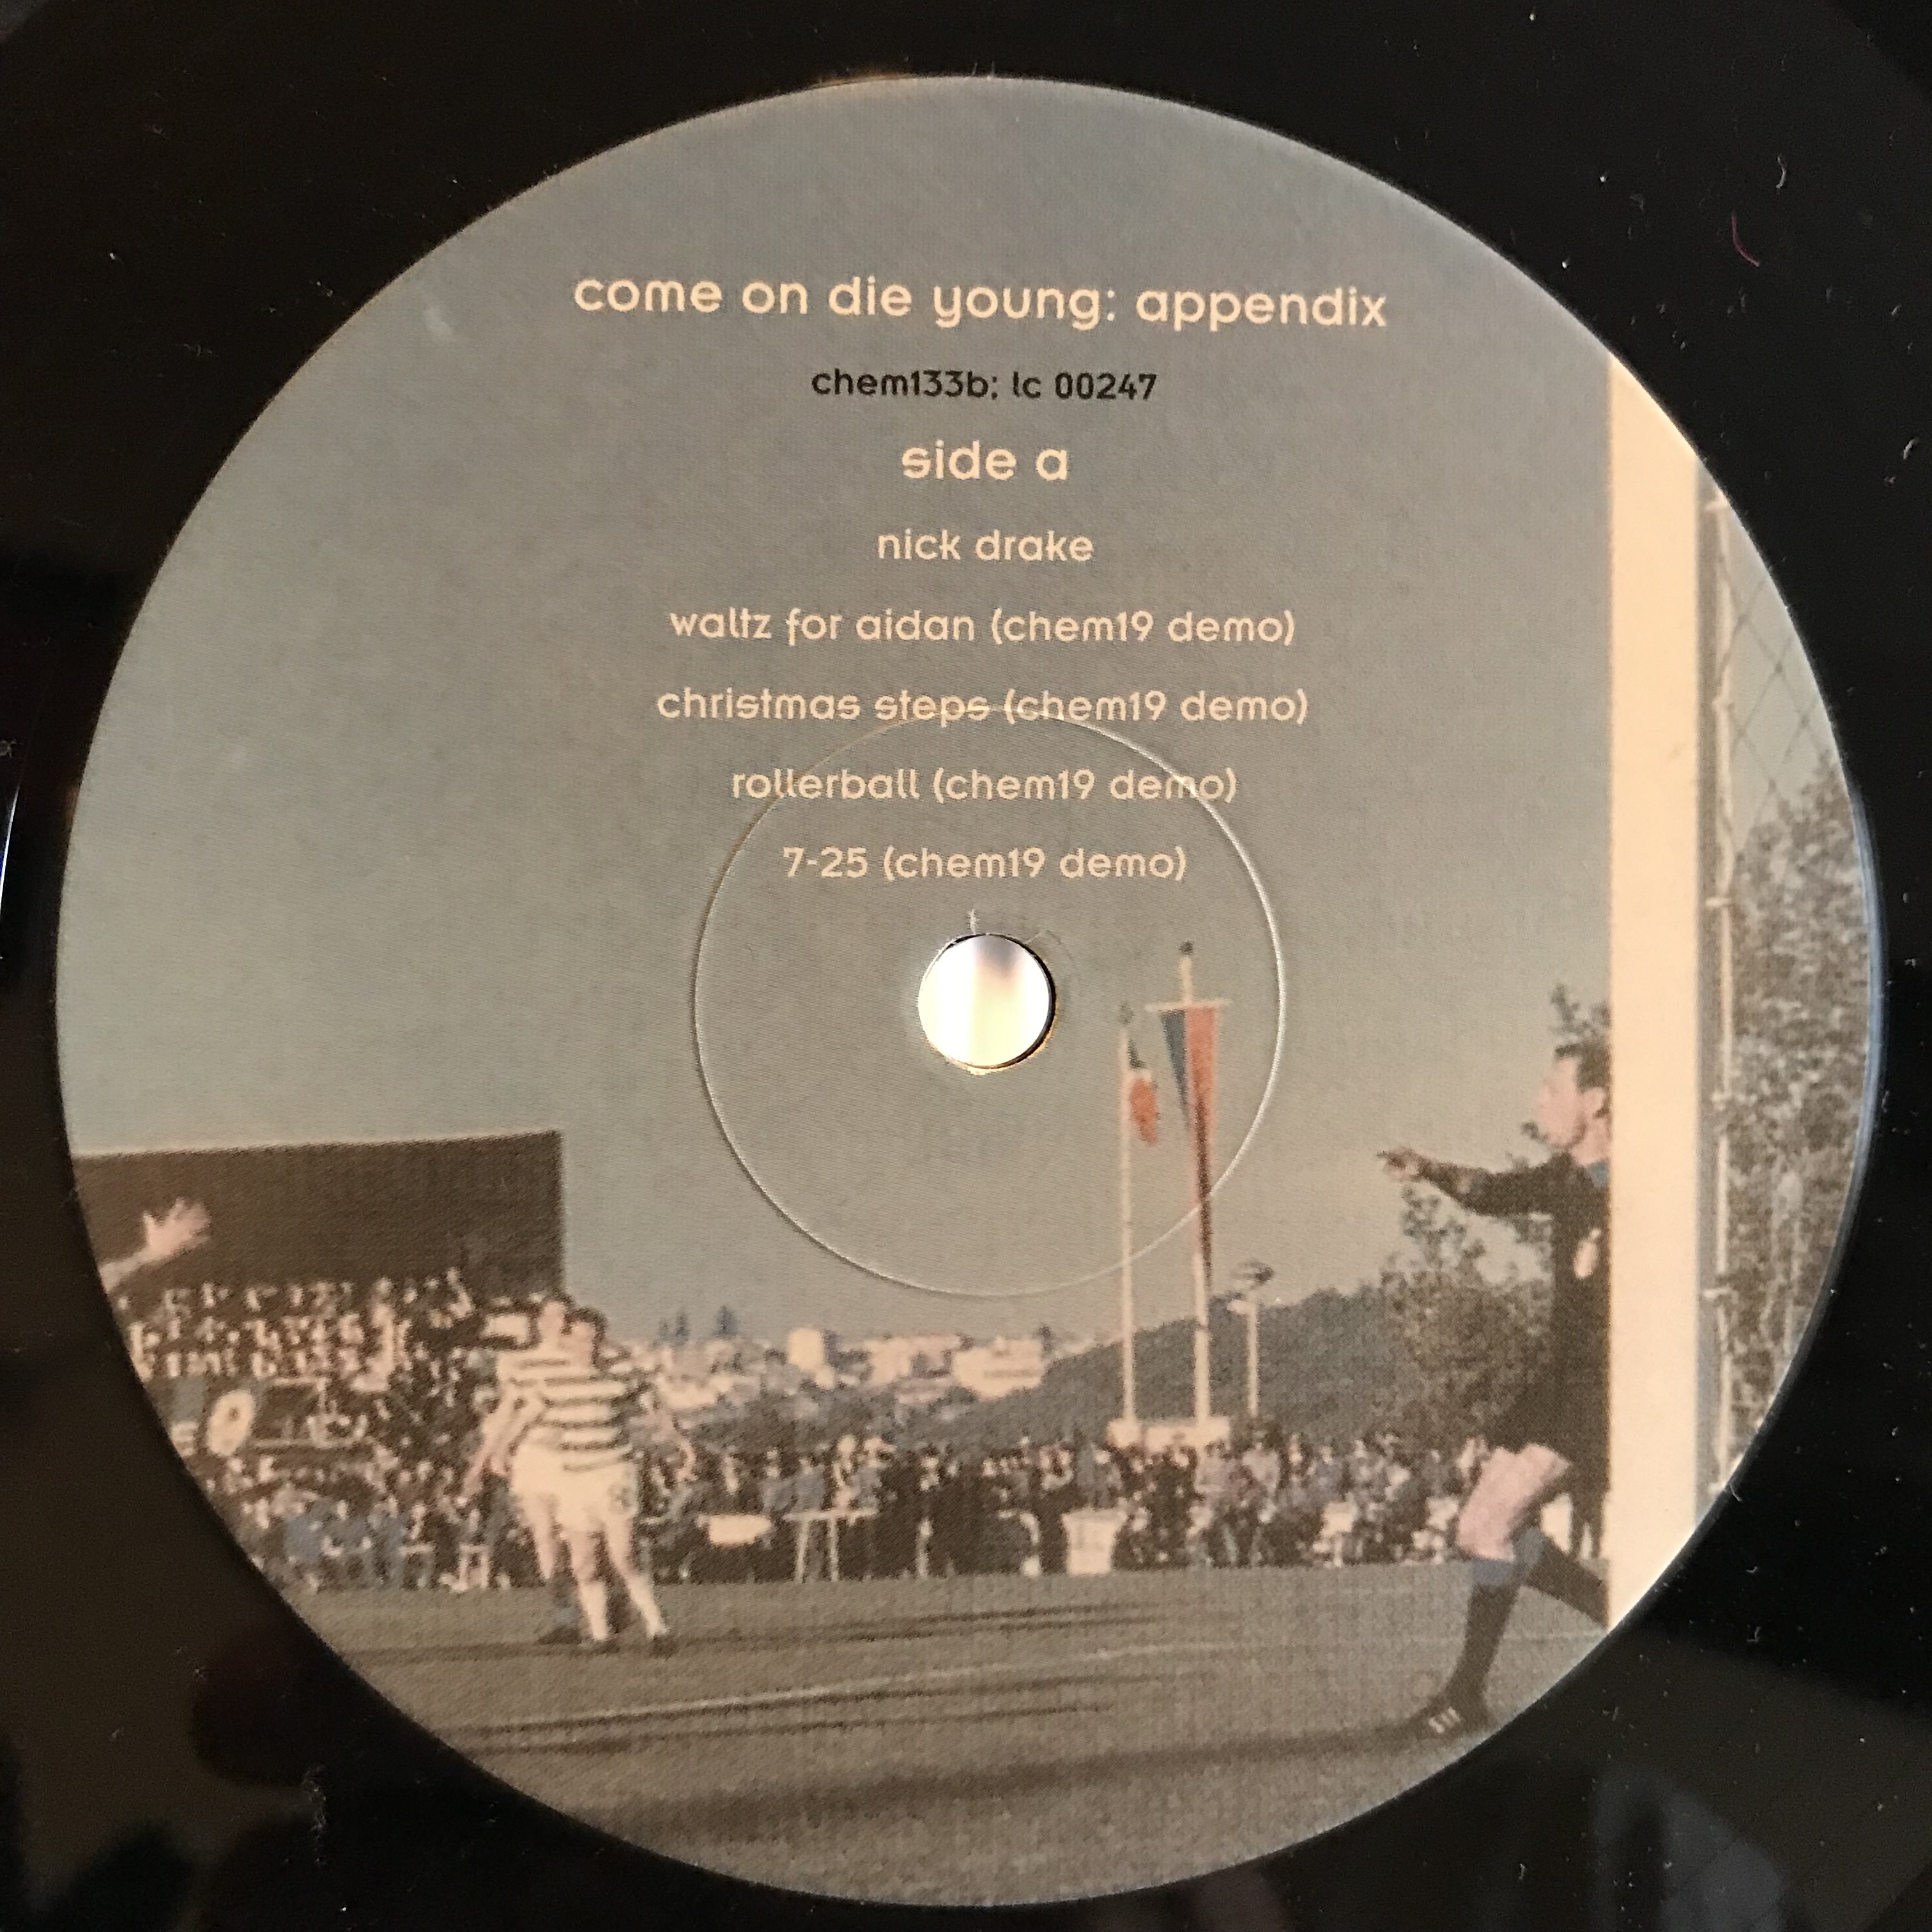 come on die young: appendix
chem133b; lc 00247
side a
nick drake
waltz for aidan (chem19 demo)
christmas steps (chem19 demo)
rollerball (chem19 demo)
7-25 (chem19 demo)